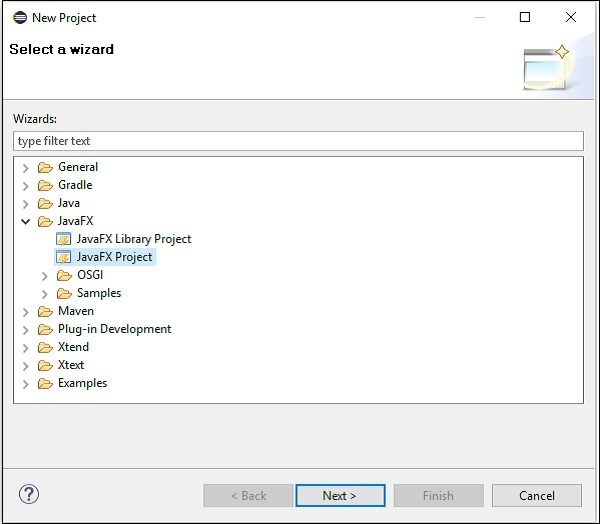 New Project
Select a wizard
Wizards:
type filter text
General
Gradle
Java
JavaFX
JavaFX Library Project
JavaFX Project
OSGI
Samples
Maven
Plug-in Development
Xtend
Xtext
Examples
?
< Back
Next >
Finish
Cancel